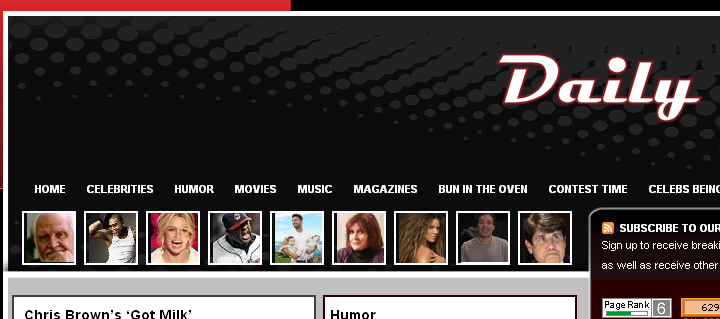 Daily
HOME CELEBRITIES HUMOR MOVIES MUSIC MAGAZINES BUN IN THE OVEN CONTEST TIME CELEBS BEING
SUBSCRIBE TO OUR
Sign up to receive breaki
as well as receive other
Page Rank 6
629
Chris Brown's ‘Got Milk’
Humor